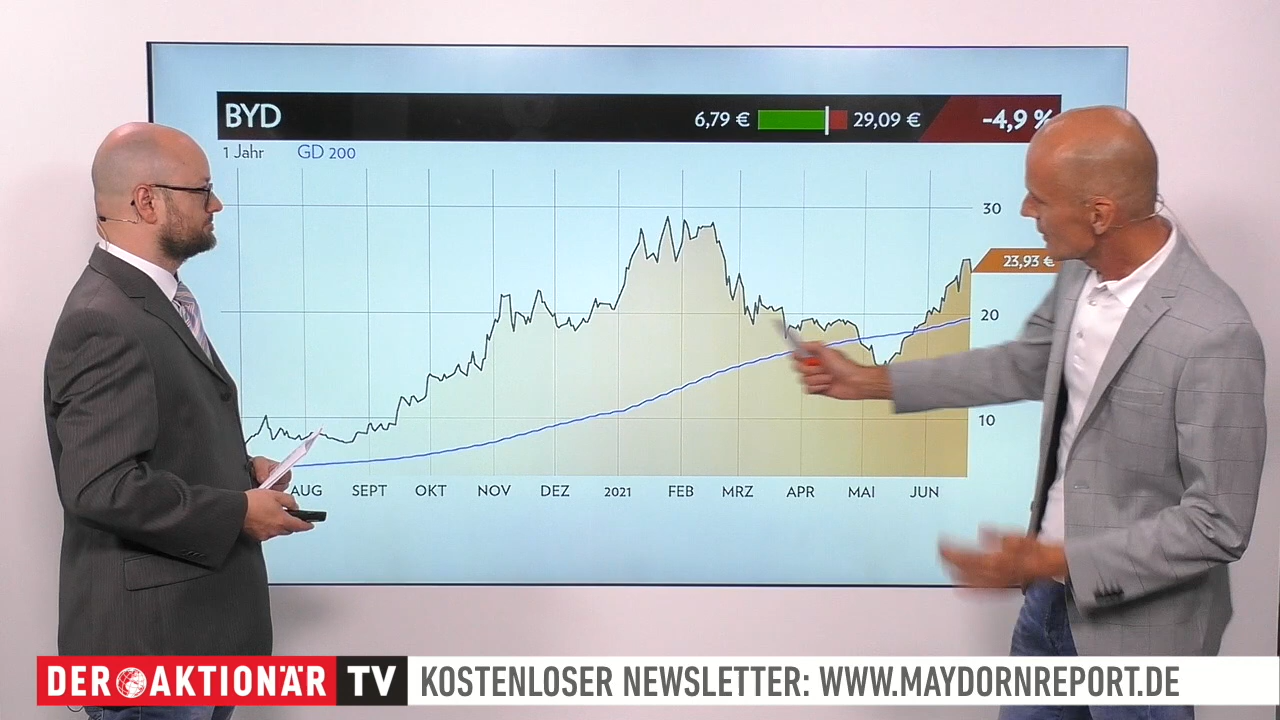 BYD
6,79 € 29,09 € -4,9 %
1 Jahr GD 200
30
23,93 €
20
10
AUG SEPT OKT NOV DEZ 2021 FEB MRZ APR MAI JUN
DER AKTIONÄR TV KOSTENLOSER NEWSLETTER: WWW.MAYDORNREPORT.DE